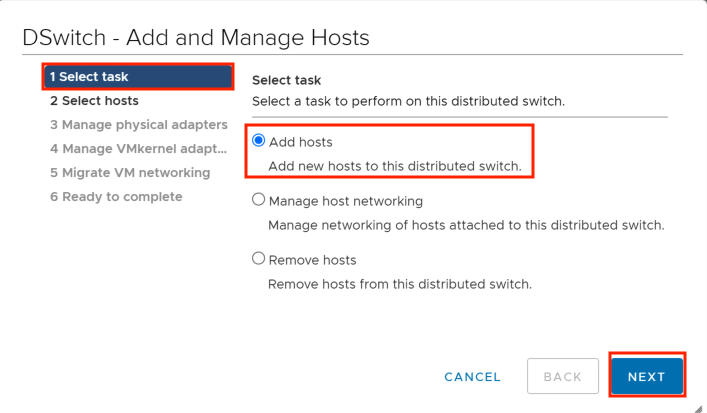 DSwitch - Add and Manage Hosts
1 Select task
2 Select hosts
3 Manage physical adapters
4 Manage VMkernel adapt...
5 Migrate VM networking
6 Ready to complete
Select task
Select a task to perform on this distributed switch.
Add hosts
Add new hosts to this distributed switch.
Manage host networking
Manage networking of hosts attached to this distributed switch.
Remove hosts
Remove hosts from this distributed switch.
CANCEL
BACK
NEXT